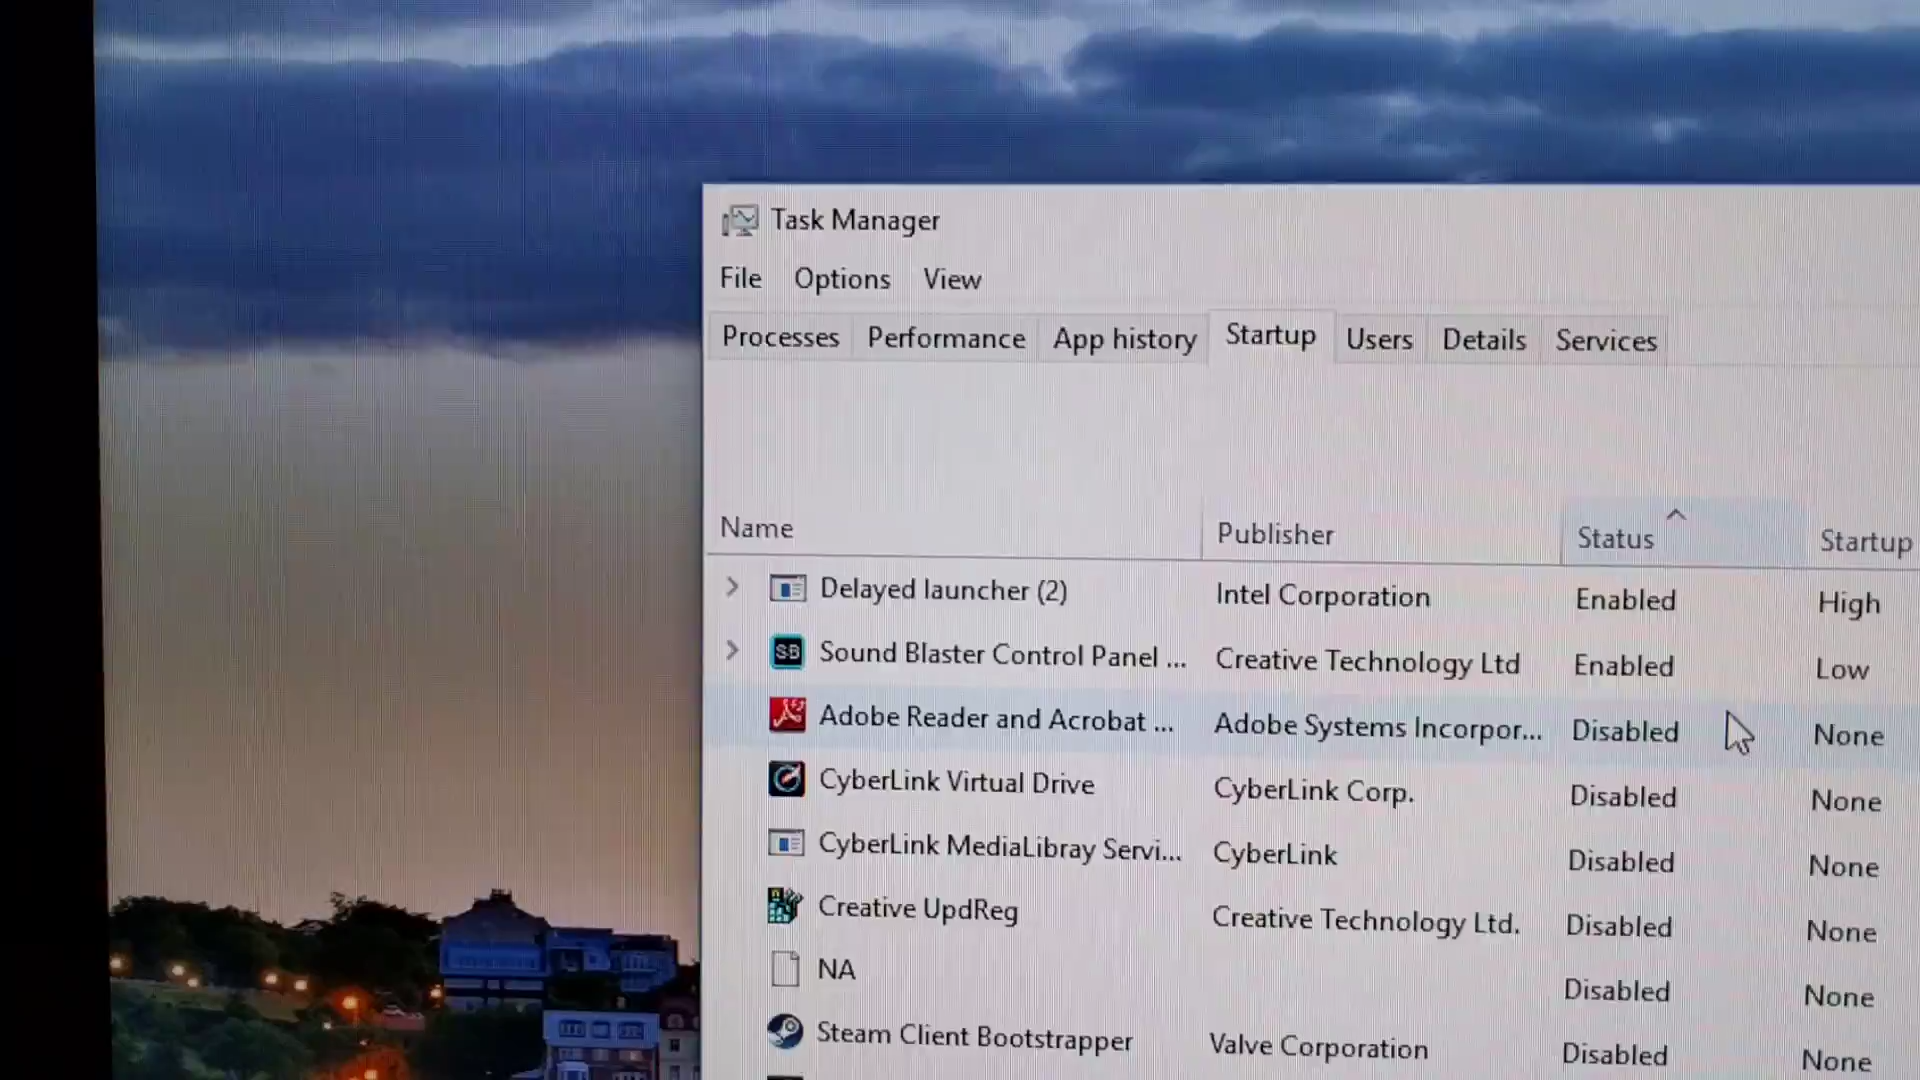 Task Manager
File Options View
Processes Performance App history Startup Users Details Services
Name Publisher Status Startup
Delayed launcher (2) Intel Corporation Enabled High
SB Sound Blaster Control Panel ... Creative Technology Ltd Enabled Low
Adobe Reader and Acrobat ... Adobe Systems Incorpor... Disabled None
CyberLink Virtual Drive CyberLink Corp. Disabled None
CyberLink MediaLibray Servi... CyberLink Disabled None
Creative UpdReg Creative Technology Ltd. Disabled None
NA Disabled None
Steam Client Bootstrapper Valve Corporation Disabled None